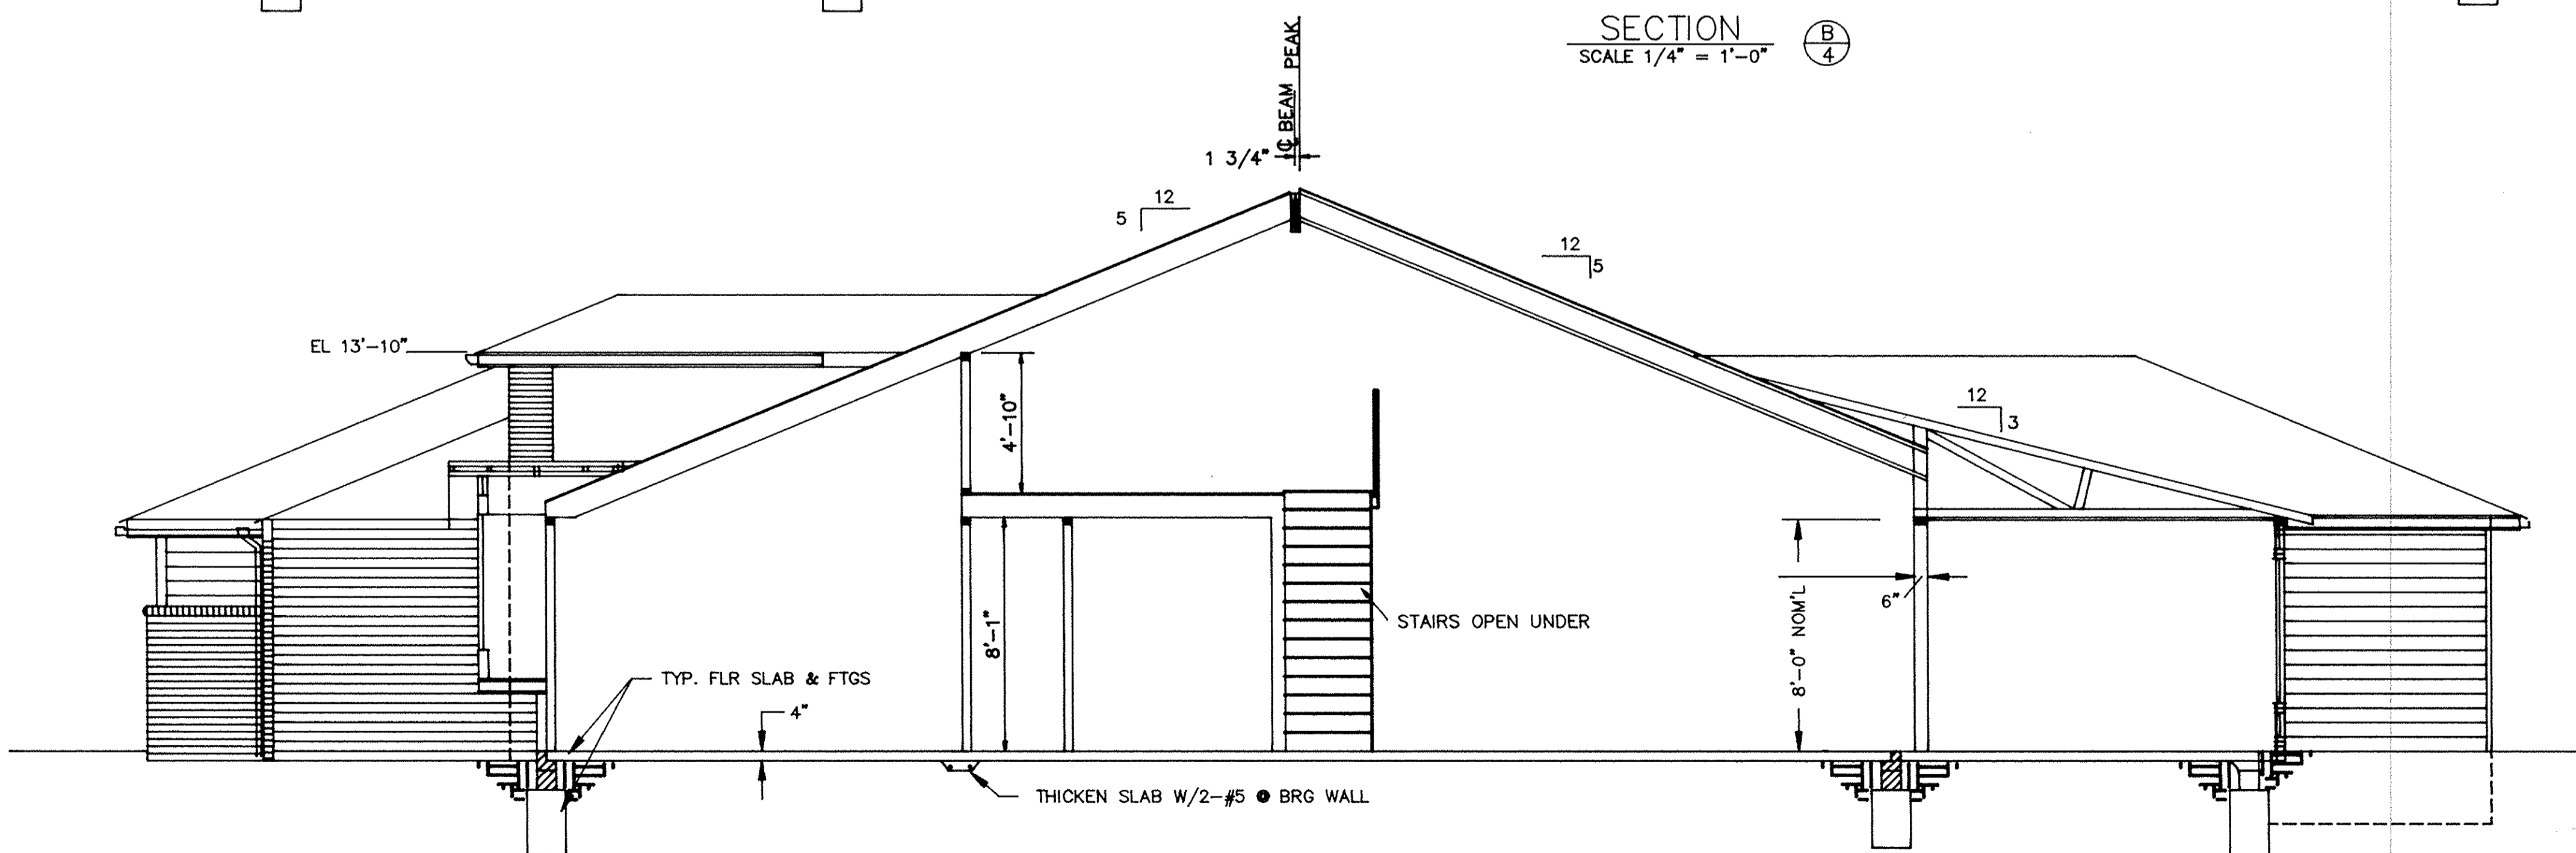 SECTION
SCALE 1/4" = 1'-0"
B
4
℄ BEAM PEAK
1 3/4"
12
5
12
5
EL 13'-10"
12
3
4'-10"
6"
8'-1"
STAIRS OPEN UNDER
8'-0" NOM'L
TYP. FLR SLAB & FTGS
4"
THICKEN SLAB W/2-#5 @ BRG WALL